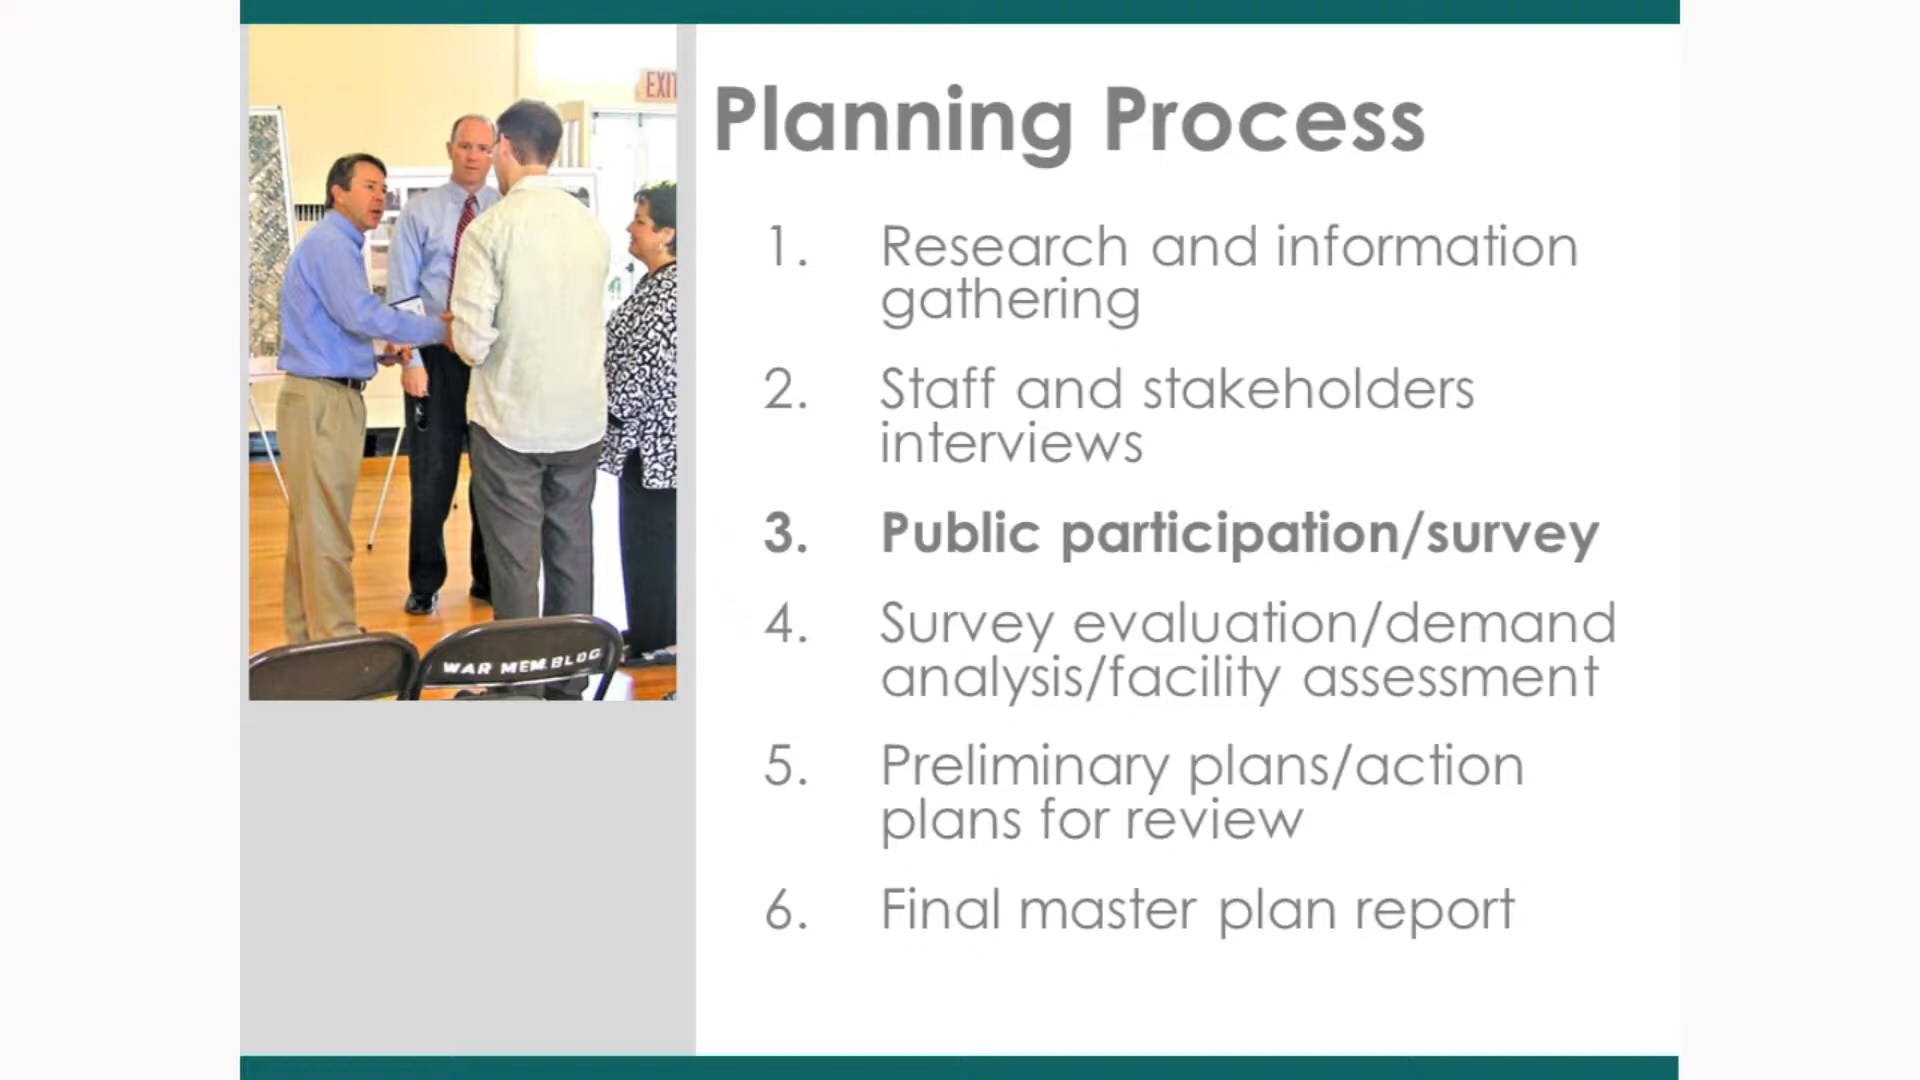 EXIT
WAR MEM.BLDG
Planning Process
1. Research and information
gathering
2. Staff and stakeholders
interviews
3. Public participation/survey
4. Survey evaluation/demand
analysis/facility assessment
5. Preliminary plans/action
plans for review
6. Final master plan report